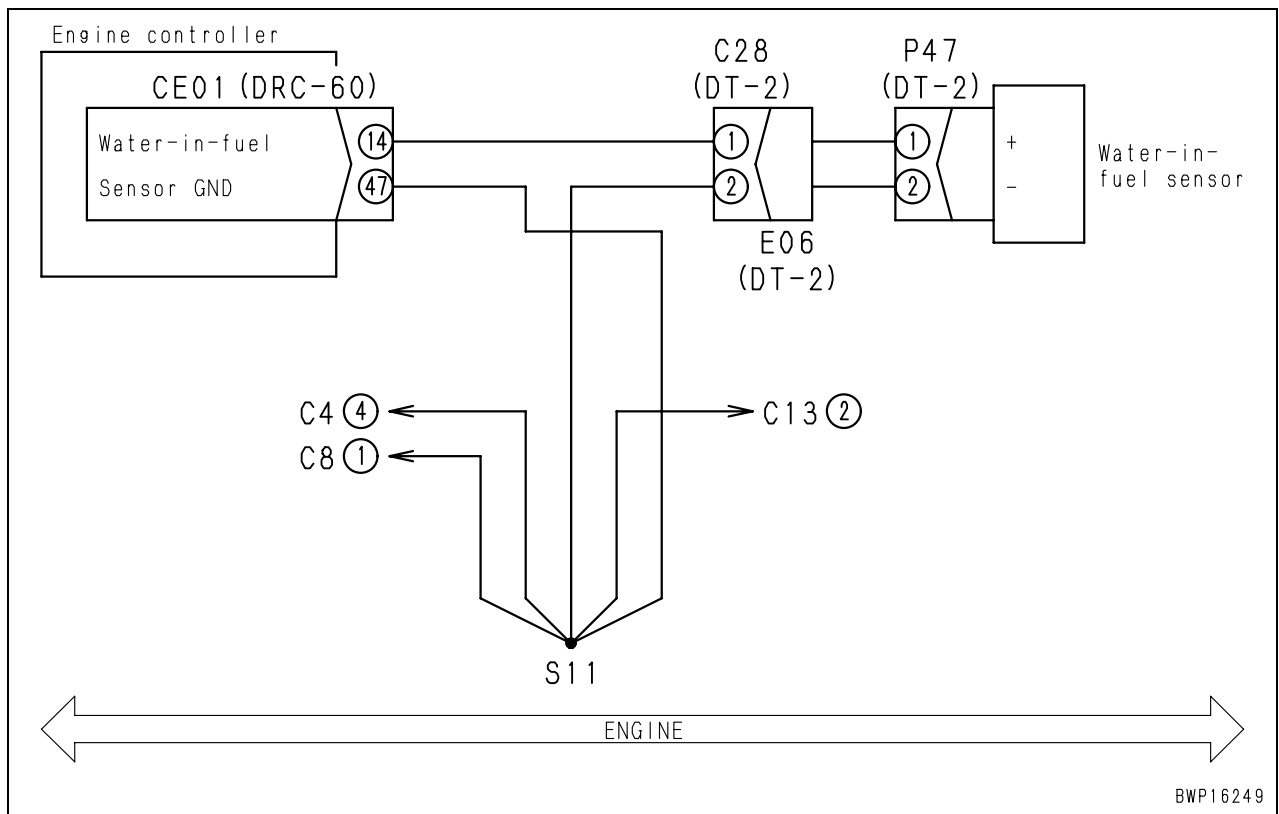 Engine controller
CE01 (DRC-60)
C28
(DT-2)
P47
(DT-2)
Water-in-fuel
14
1
1
+
Sensor GND
47
2
2
-
Water-in-
fuel sensor
E06
(DT-2)
C4 4
C13 2
C8 1
S11
ENGINE
BWP16249